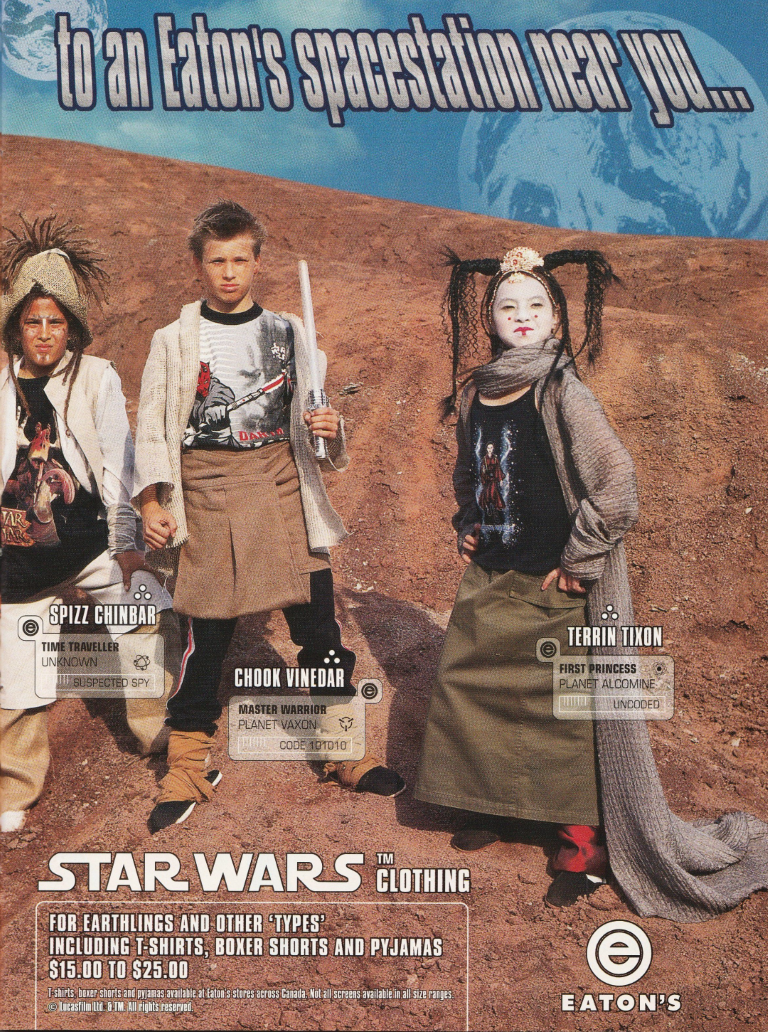 to an Eaton's spacestation near you...
SPIZZ CHINBAR
e
TIME TRAVELLER
UNKNOWN
SUSPECTED SPY
CHOOK VINEDAR
e
MASTER WARRIOR
PLANET VAXON
CODE 101010
TERRIN TIXON
e
FIRST PRINCESS
PLANET ALCOMINE
UNCODED
STAR WARS TM CLOTHING
FOR EARTHLINGS AND OTHER 'TYPES'
INCLUDING T-SHIRTS, BOXER SHORTS AND PYJAMAS
$15.00 TO $25.00
T-shirts, boxer shorts and pyjamas available at Eaton's stores across Canada. Not all screens available in all size ranges.
© Lucasfilm Ltd. & TM. All rights reserved.
e
EATON'S